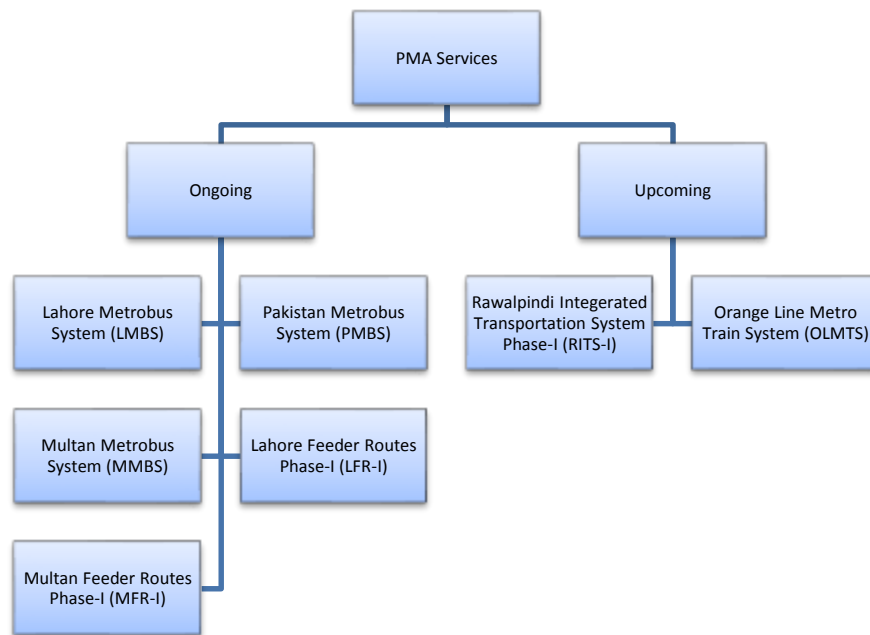 PMA Services
Ongoing
Upcoming
Lahore Metrobus
System (LMBS)
Pakistan Metrobus
System (PMBS)
Rawalpindi Integerated
Transportation System
Phase-I (RITS-I)
Orange Line Metro
Train System (OLMTS)
Multan Metrobus
System (MMBS)
Lahore Feeder Routes
Phase-I (LFR-I)
Multan Feeder Routes
Phase-I (MFR-I)